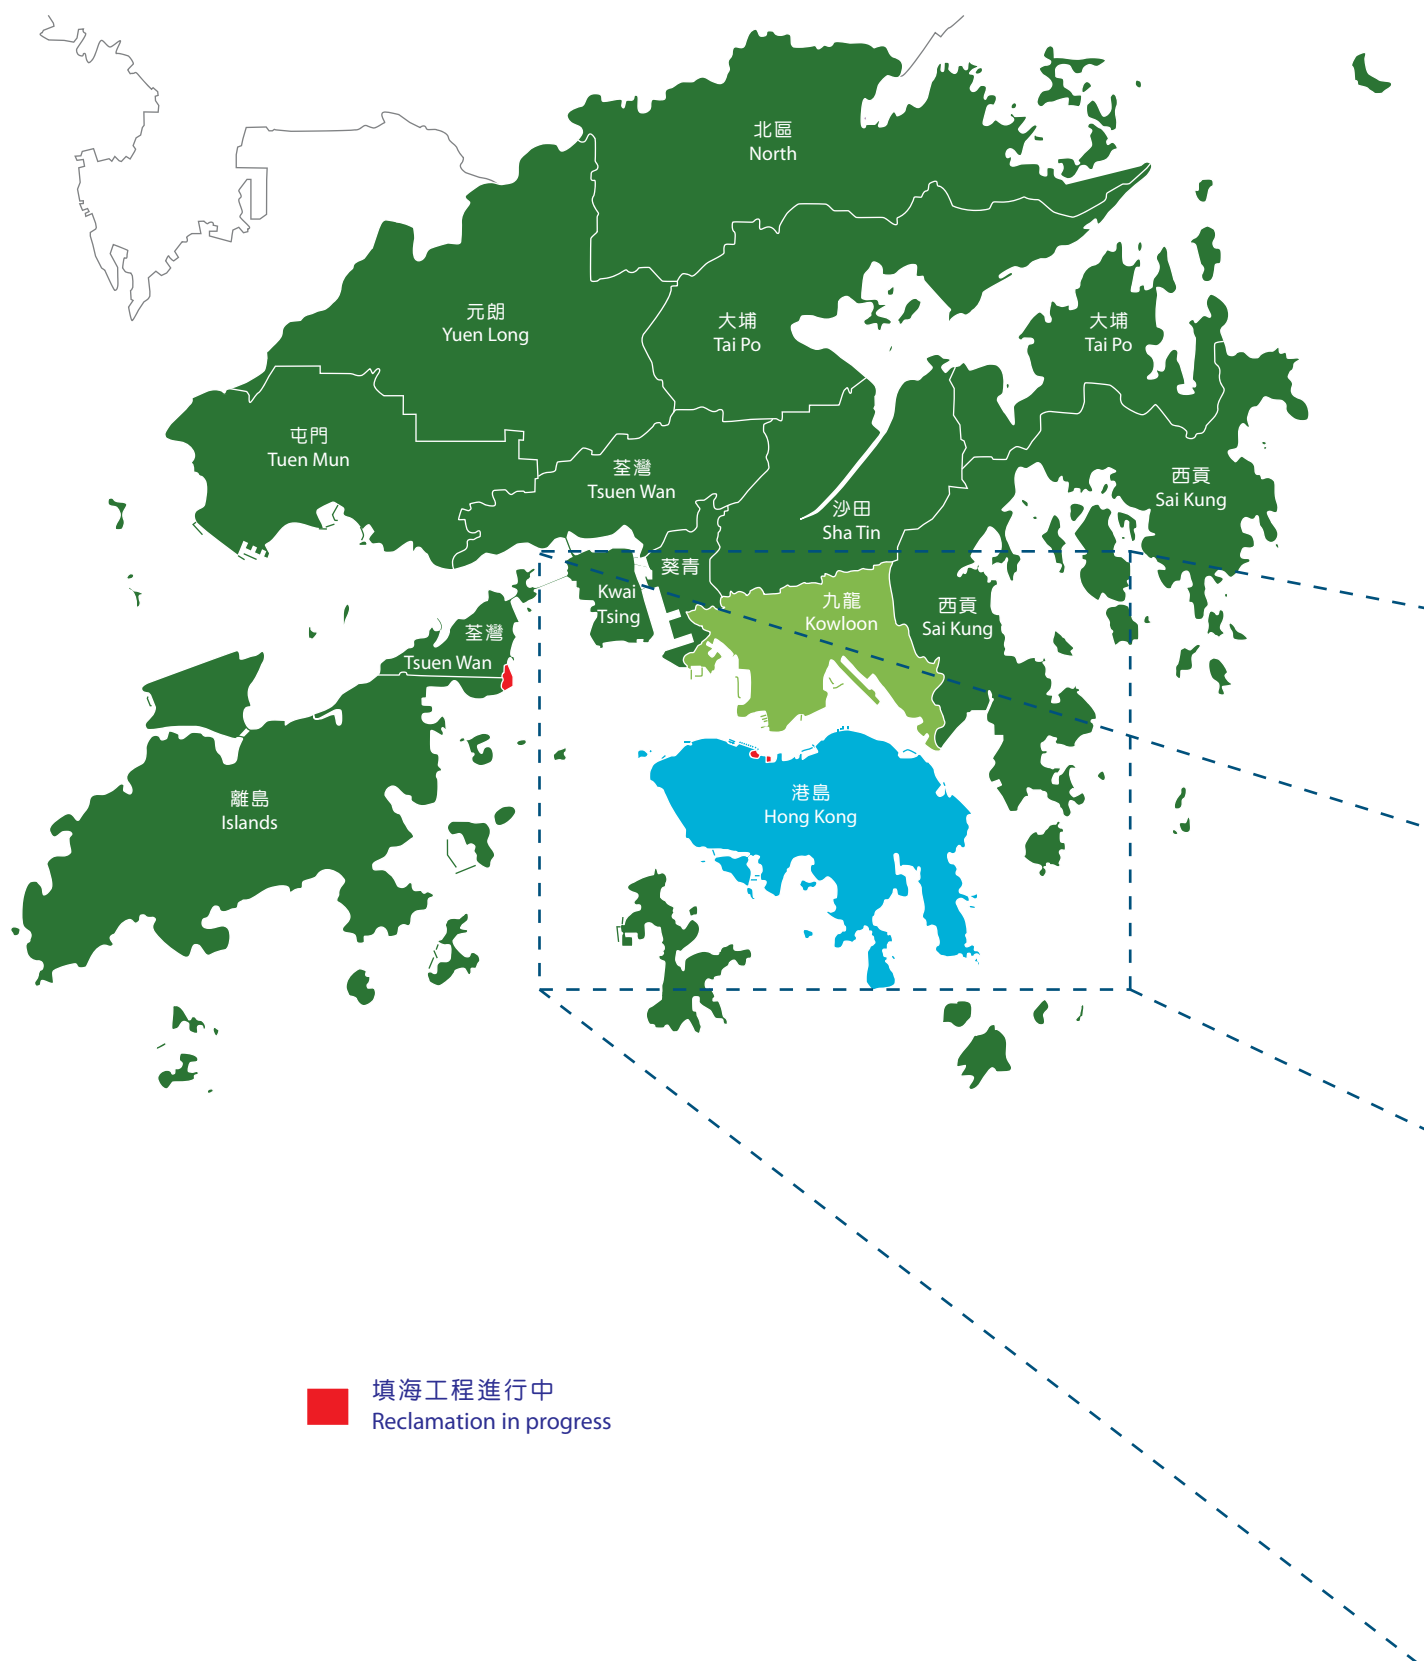 北區
North
元朗
Yuen Long
大埔
Tai Po
大埔
Tai Po
屯門
Tuen Mun
荃灣
Tsuen Wan
西貢
Sai Kung
沙田
Sha Tin
葵青
Kwai
Tsing
九龍
Kowloon
西貢
Sai Kung
荃灣
Tsuen Wan
離島
Islands
港島
Hong Kong
填海工程進行中
Reclamation in progress